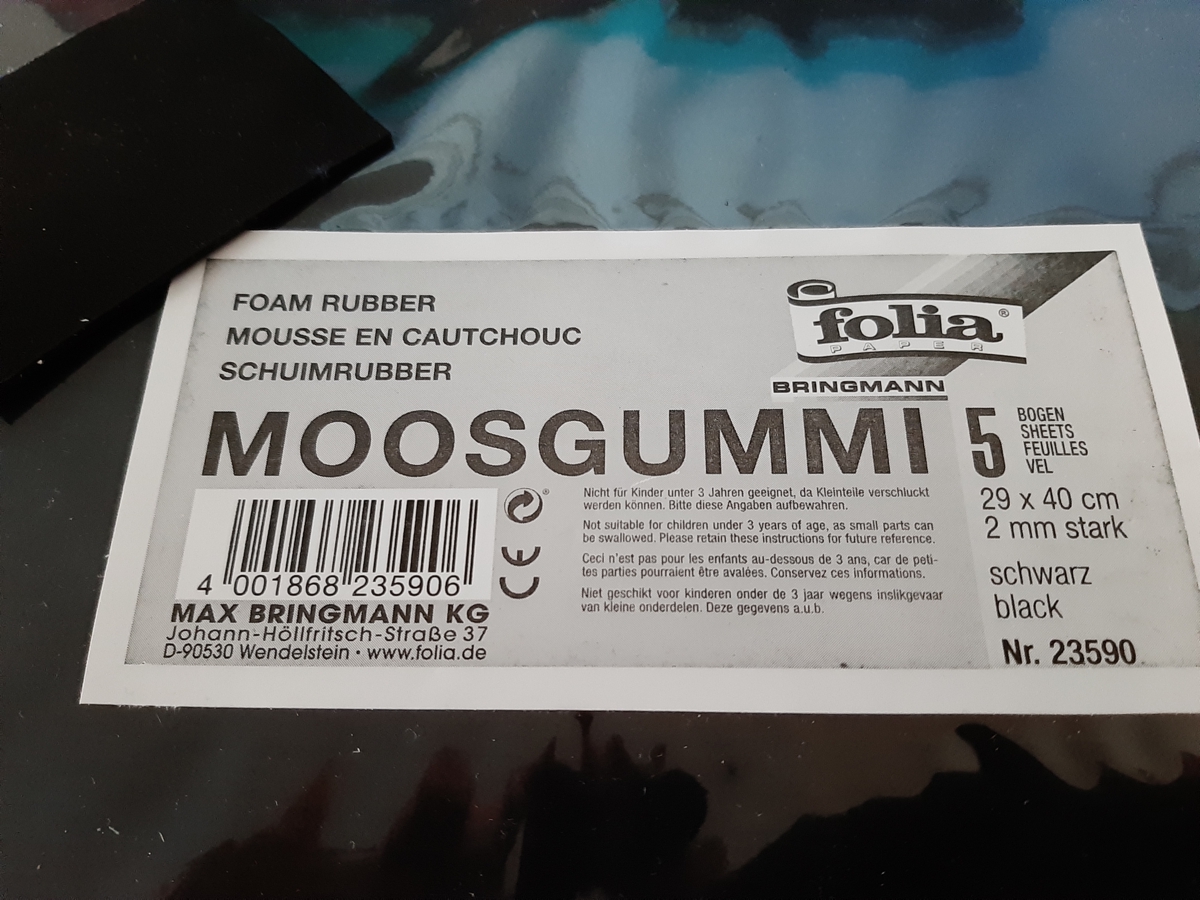 FOAM RUBBER
MOUSSE EN CAUTCHOUC
SCHUIMRUBBER
folia®
PAPER
BRINGMANN
MOOSGUMMI
5
BOGEN
SHEETS
FEUILLES
VEL
29 x 40 cm
2 mm stark
schwarz
black
Nr. 23590
Nicht für Kinder unter 3 Jahren geeignet, da Kleinteile verschluckt
werden können. Bitte diese Angaben aufbewahren.
Not suitable for children under 3 years of age, as small parts can
be swallowed. Please retain these instructions for future reference.
Ceci n'est pas pour les enfants au-dessous de 3 ans, car de peti-
tes parties pourraient être avalées. Conservez ces informations.
Niet geschikt voor kinderen onder de 3 jaar wegens inslikgevaar
van kleine onderdelen. Deze gegevens a.u.b.
®
CE
4 001868 235906
MAX BRINGMANN KG
Johann-Höllfritsch-Straße 37
D-90530 Wendelstein · www.folia.de